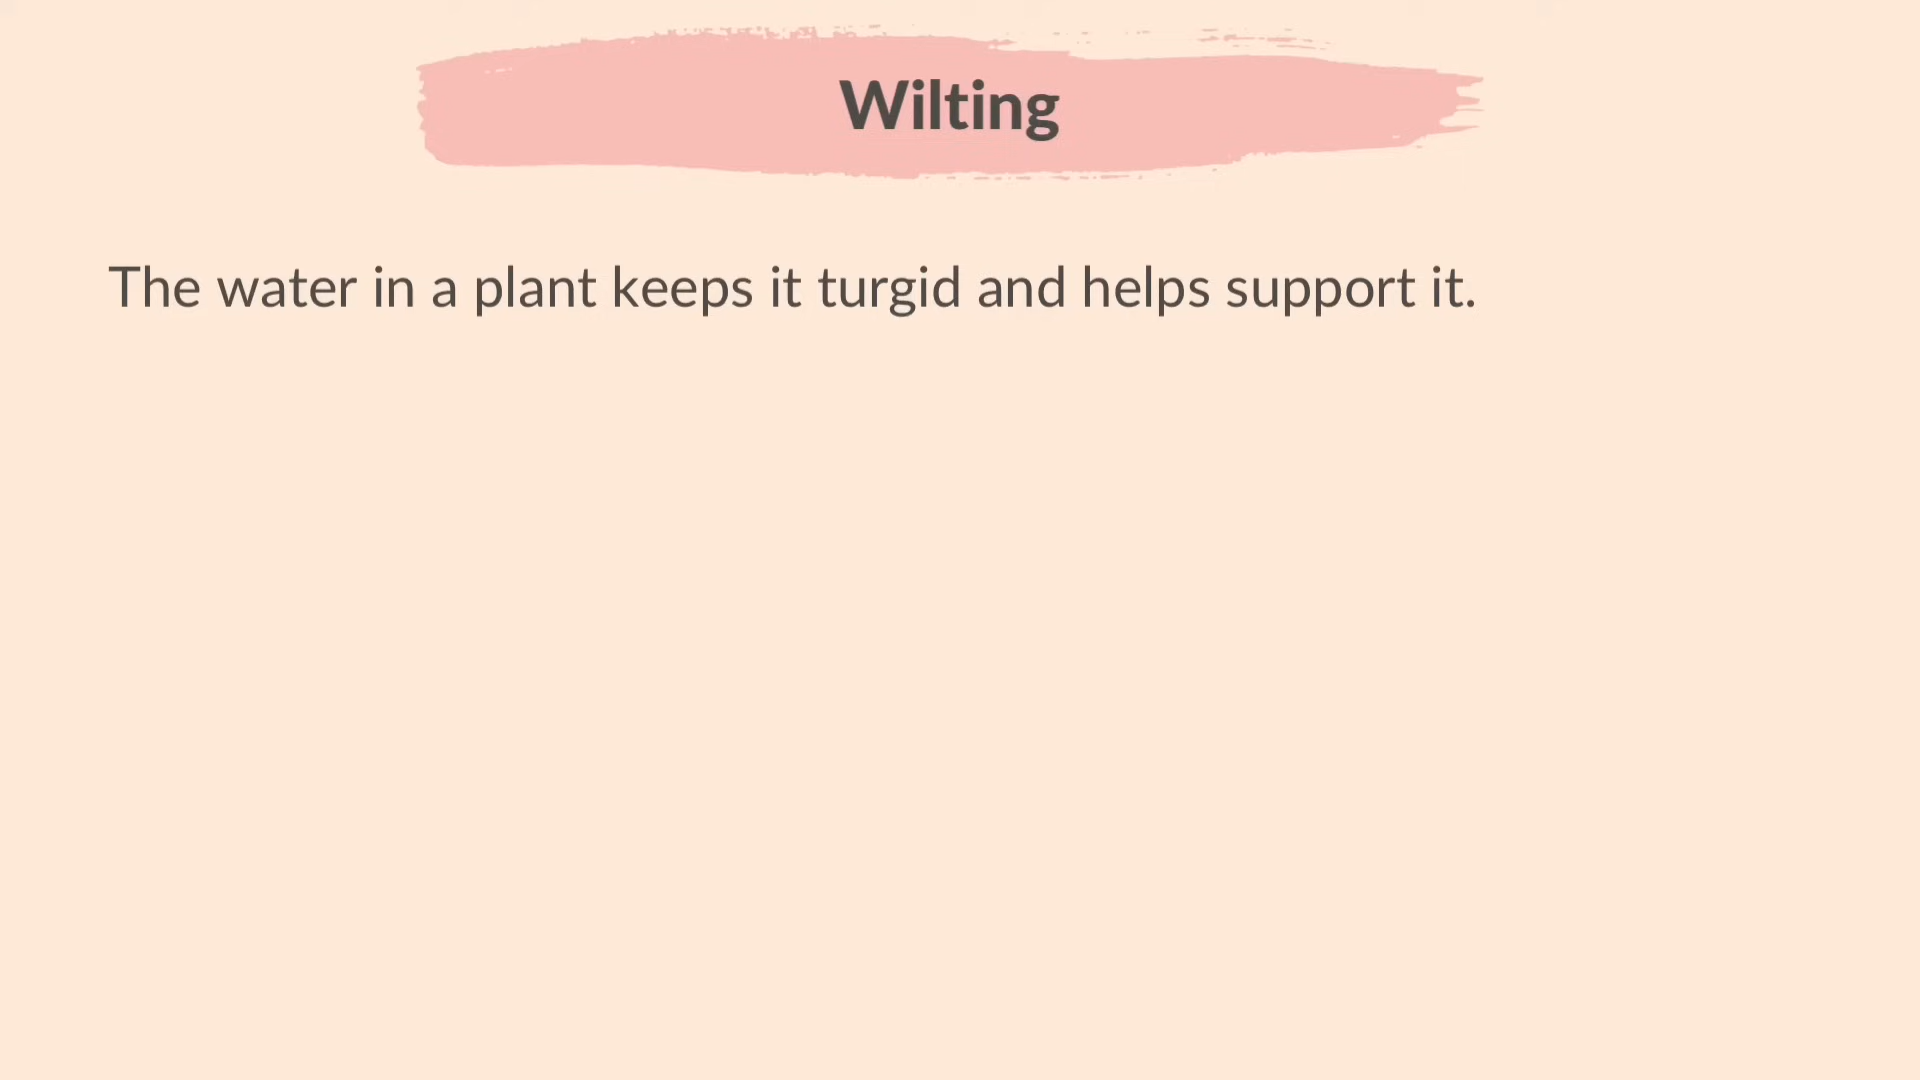 Wilting
The water in a plant keeps it turgid and helps support it.